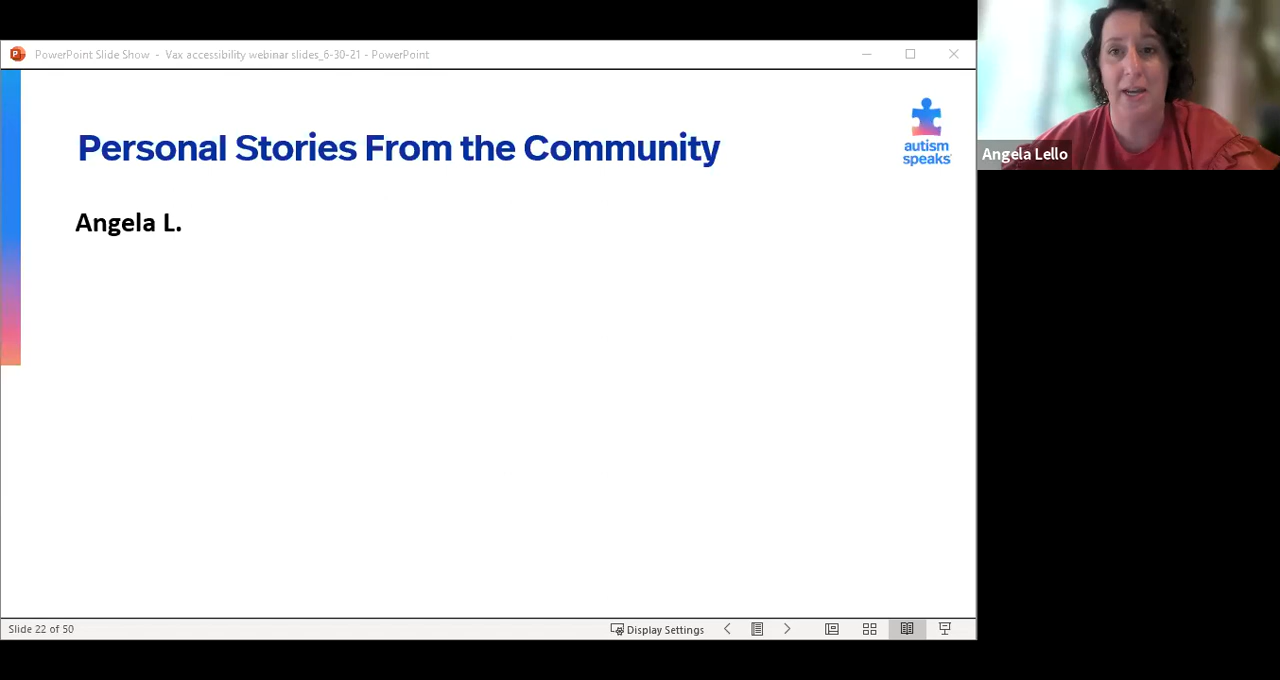 PowerPoint Slide Show - Vax accessibility webinar slides_6-30-21 - PowerPoint
Personal Stories From the Community
autism
speaks
Angela Lello
Angela L.
Slide 22 of 50
Display Settings